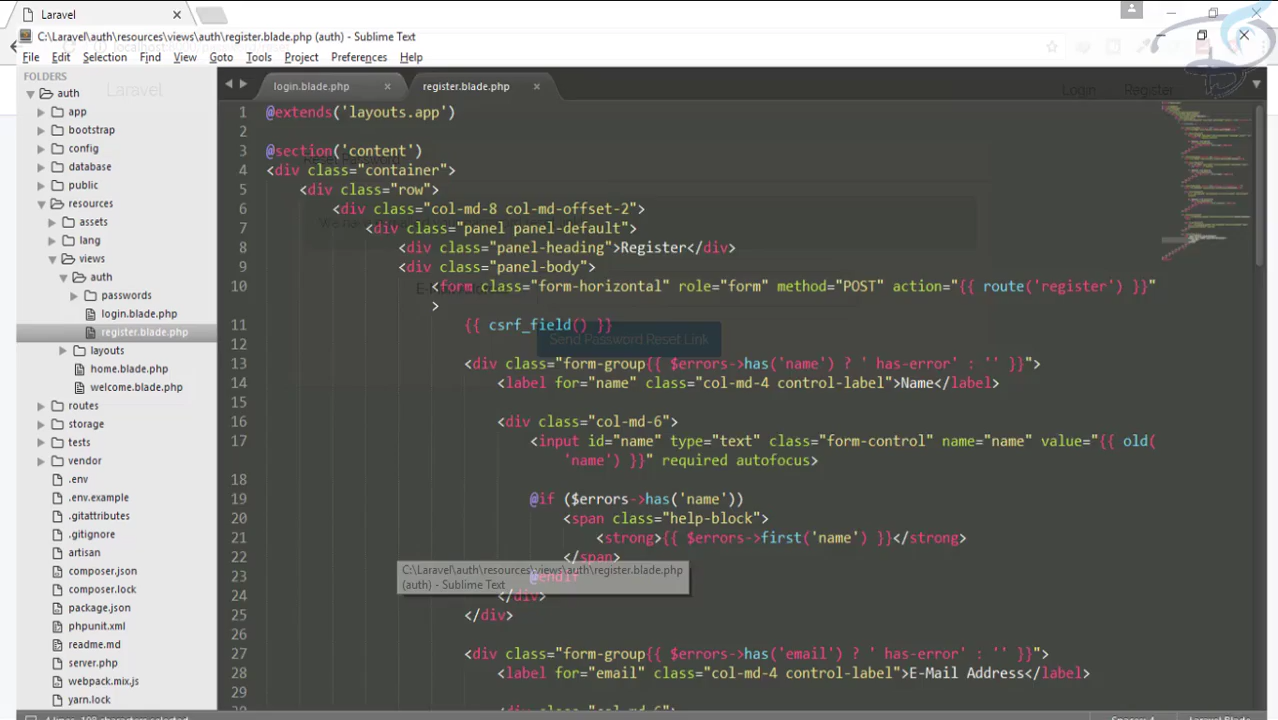 Laravel
C:\Laravel\auth\resources\views\auth\register.blade.php (auth) - Sublime Text
File Edit Selection Find View Goto Tools Project Preferences Help
FOLDERS
auth
app
bootstrap
config
database
public
resources
assets
lang
views
auth
passwords
login.blade.php
register.blade.php
layouts
home.blade.php
welcome.blade.php
routes
storage
tests
vendor
.env
.env.example
.gitattributes
.gitignore
artisan
composer.json
composer.lock
package.json
phpunit.xml
readme.md
server.php
webpack.mix.js
yarn.lock
login.blade.php
register.blade.php
Laravel
Login Register
1 @extends('layouts.app')
2
3 @section('content')
4 <div class="container">
5 <div class="row">
6 <div class="col-md-8 col-md-offset-2">
7 <div class="panel panel-default">
8 <div class="panel-heading">Register</div>
9 <div class="panel-body">
10 <form class="form-horizontal" role="form" method="POST" action="{{ route('register') }}"
>
11 {{ csrf_field() }}
Send Password Reset Link
12
13 <div class="form-group{{ $errors->has('name') ? ' has-error' : '' }}">
14 <label for="name" class="col-md-4 control-label">Name</label>
15
16 <div class="col-md-6">
17 <input id="name" type="text" class="form-control" name="name" value="{{ old(
'name') }}" required autofocus>
18
19 @if ($errors->has('name'))
20 <span class="help-block">
21 <strong>{{ $errors->first('name') }}</strong>
22 </span>
23 @endif
24 </div>
25 </div>
26
27 <div class="form-group{{ $errors->has('email') ? ' has-error' : '' }}">
28 <label for="email" class="col-md-4 control-label">E-Mail Address</label>
29
C:\Laravel\auth\resources\views\auth\register.blade.php
(auth) - Sublime Text